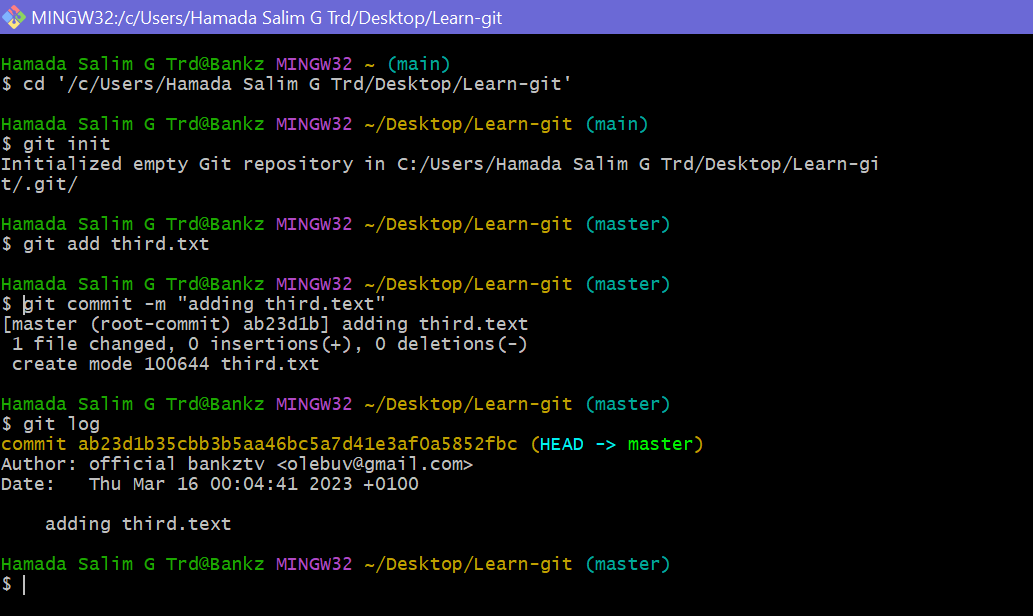 MINGW32:/c/Users/Hamada Salim G Trd/Desktop/Learn-git
Hamada Salim G Trd@Bankz MINGW32 ~ (main)
$ cd '/c/Users/Hamada Salim G Trd/Desktop/Learn-git'
Hamada Salim G Trd@Bankz MINGW32 ~/Desktop/Learn-git (main)
$ git init
Initialized empty Git repository in C:/Users/Hamada Salim G Trd/Desktop/Learn-gi
t/.git/
Hamada Salim G Trd@Bankz MINGW32 ~/Desktop/Learn-git (master)
$ git add third.txt
Hamada Salim G Trd@Bankz MINGW32 ~/Desktop/Learn-git (master)
$ git commit -m "adding third.text"
[master (root-commit) ab23d1b] adding third.text
 1 file changed, 0 insertions(+), 0 deletions(-)
 create mode 100644 third.txt
Hamada Salim G Trd@Bankz MINGW32 ~/Desktop/Learn-git (master)
$ git log
commit ab23d1b35cbb3b5aa46bc5a7d41e3af0a5852fbc (HEAD -> master)
Author: official bankztv <olebuv@gmail.com>
Date:   Thu Mar 16 00:04:41 2023 +0100
    adding third.text
Hamada Salim G Trd@Bankz MINGW32 ~/Desktop/Learn-git (master)
$